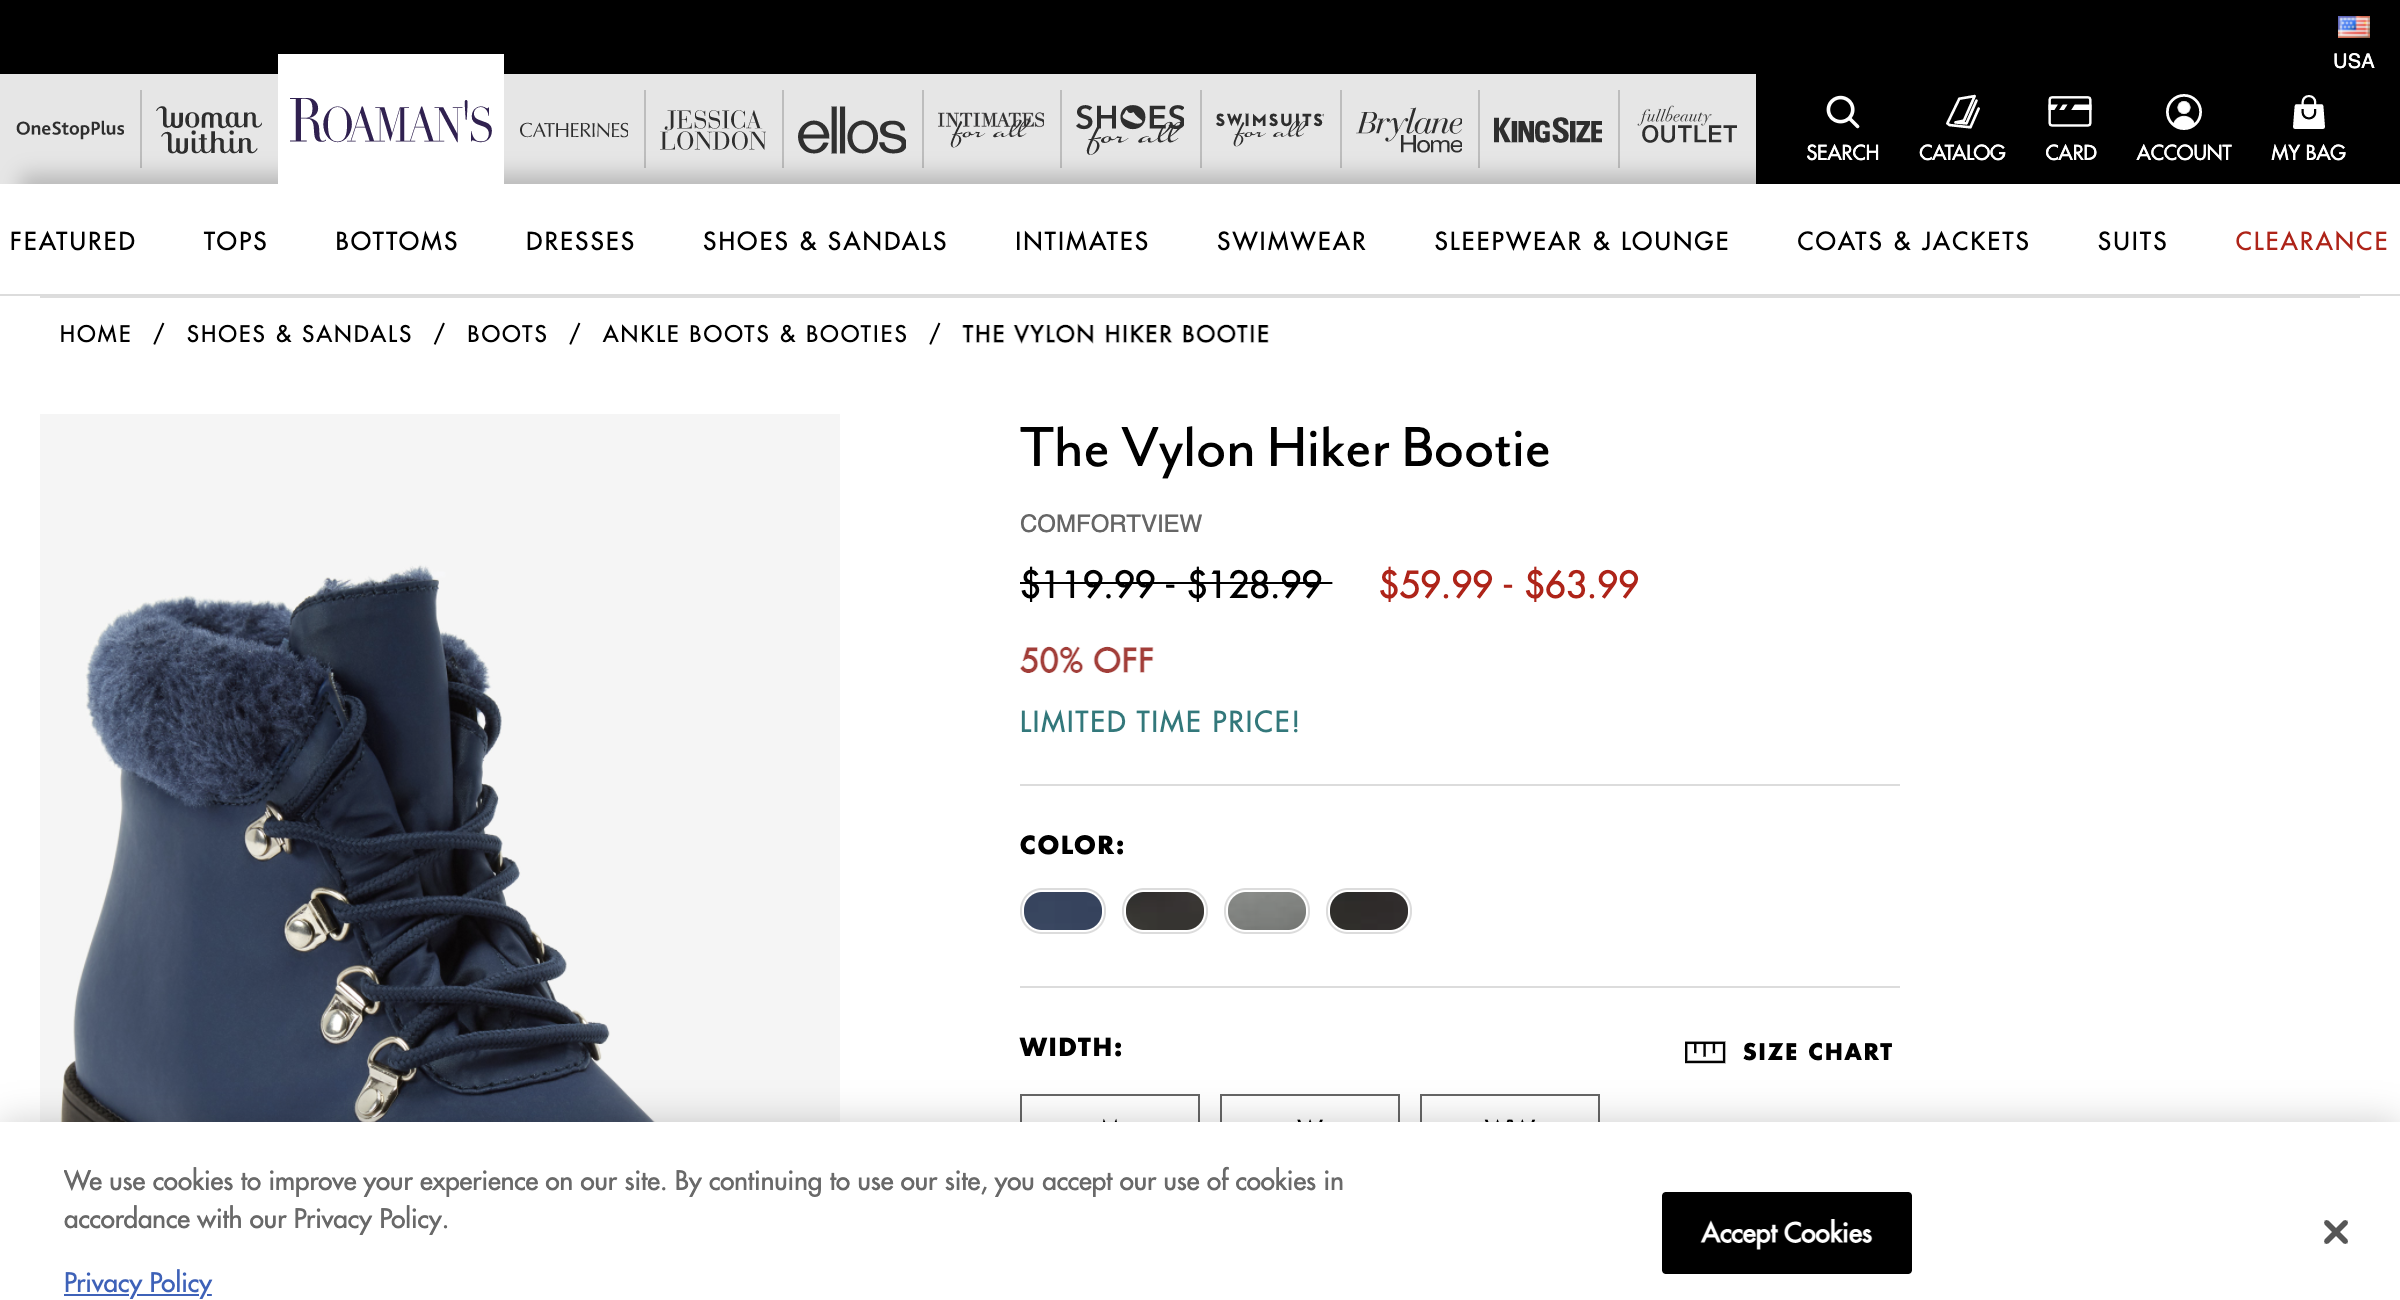 USA
OneStopPlus
woman within
ROAMAN'S
CATHERINES
JESSICA LONDON
ellos
INTIMATES for all
SHOES for all
SWIMSUITS for all
Brylane Home
KINGSIZE
fullbeauty OUTLET
SEARCH
CATALOG
CARD
ACCOUNT
MY BAG
FEATURED
TOPS
BOTTOMS
DRESSES
SHOES & SANDALS
INTIMATES
SWIMWEAR
SLEEPWEAR & LOUNGE
COATS & JACKETS
SUITS
CLEARANCE
HOME / SHOES & SANDALS / BOOTS / ANKLE BOOTS & BOOTIES / THE VYLON HIKER BOOTIE
The Vylon Hiker Bootie
COMFORTVIEW
$119.99 - $128.99 $59.99 - $63.99
50% OFF
LIMITED TIME PRICE!
COLOR:
WIDTH:
SIZE CHART
We use cookies to improve your experience on our site. By continuing to use our site, you accept our use of cookies in
accordance with our Privacy Policy.
Accept Cookies
Privacy Policy